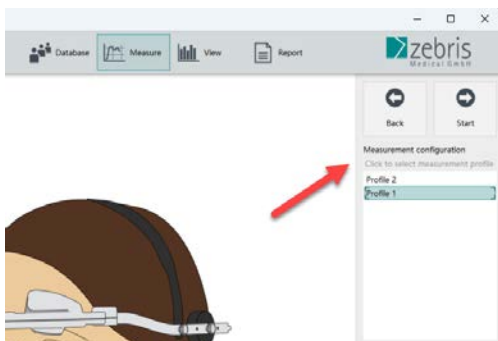 Database Measure View Report
zebris
Medical GmbH
Back Start
Measurement configuration
Click to select measurement profile
Profile 2
Profile 1